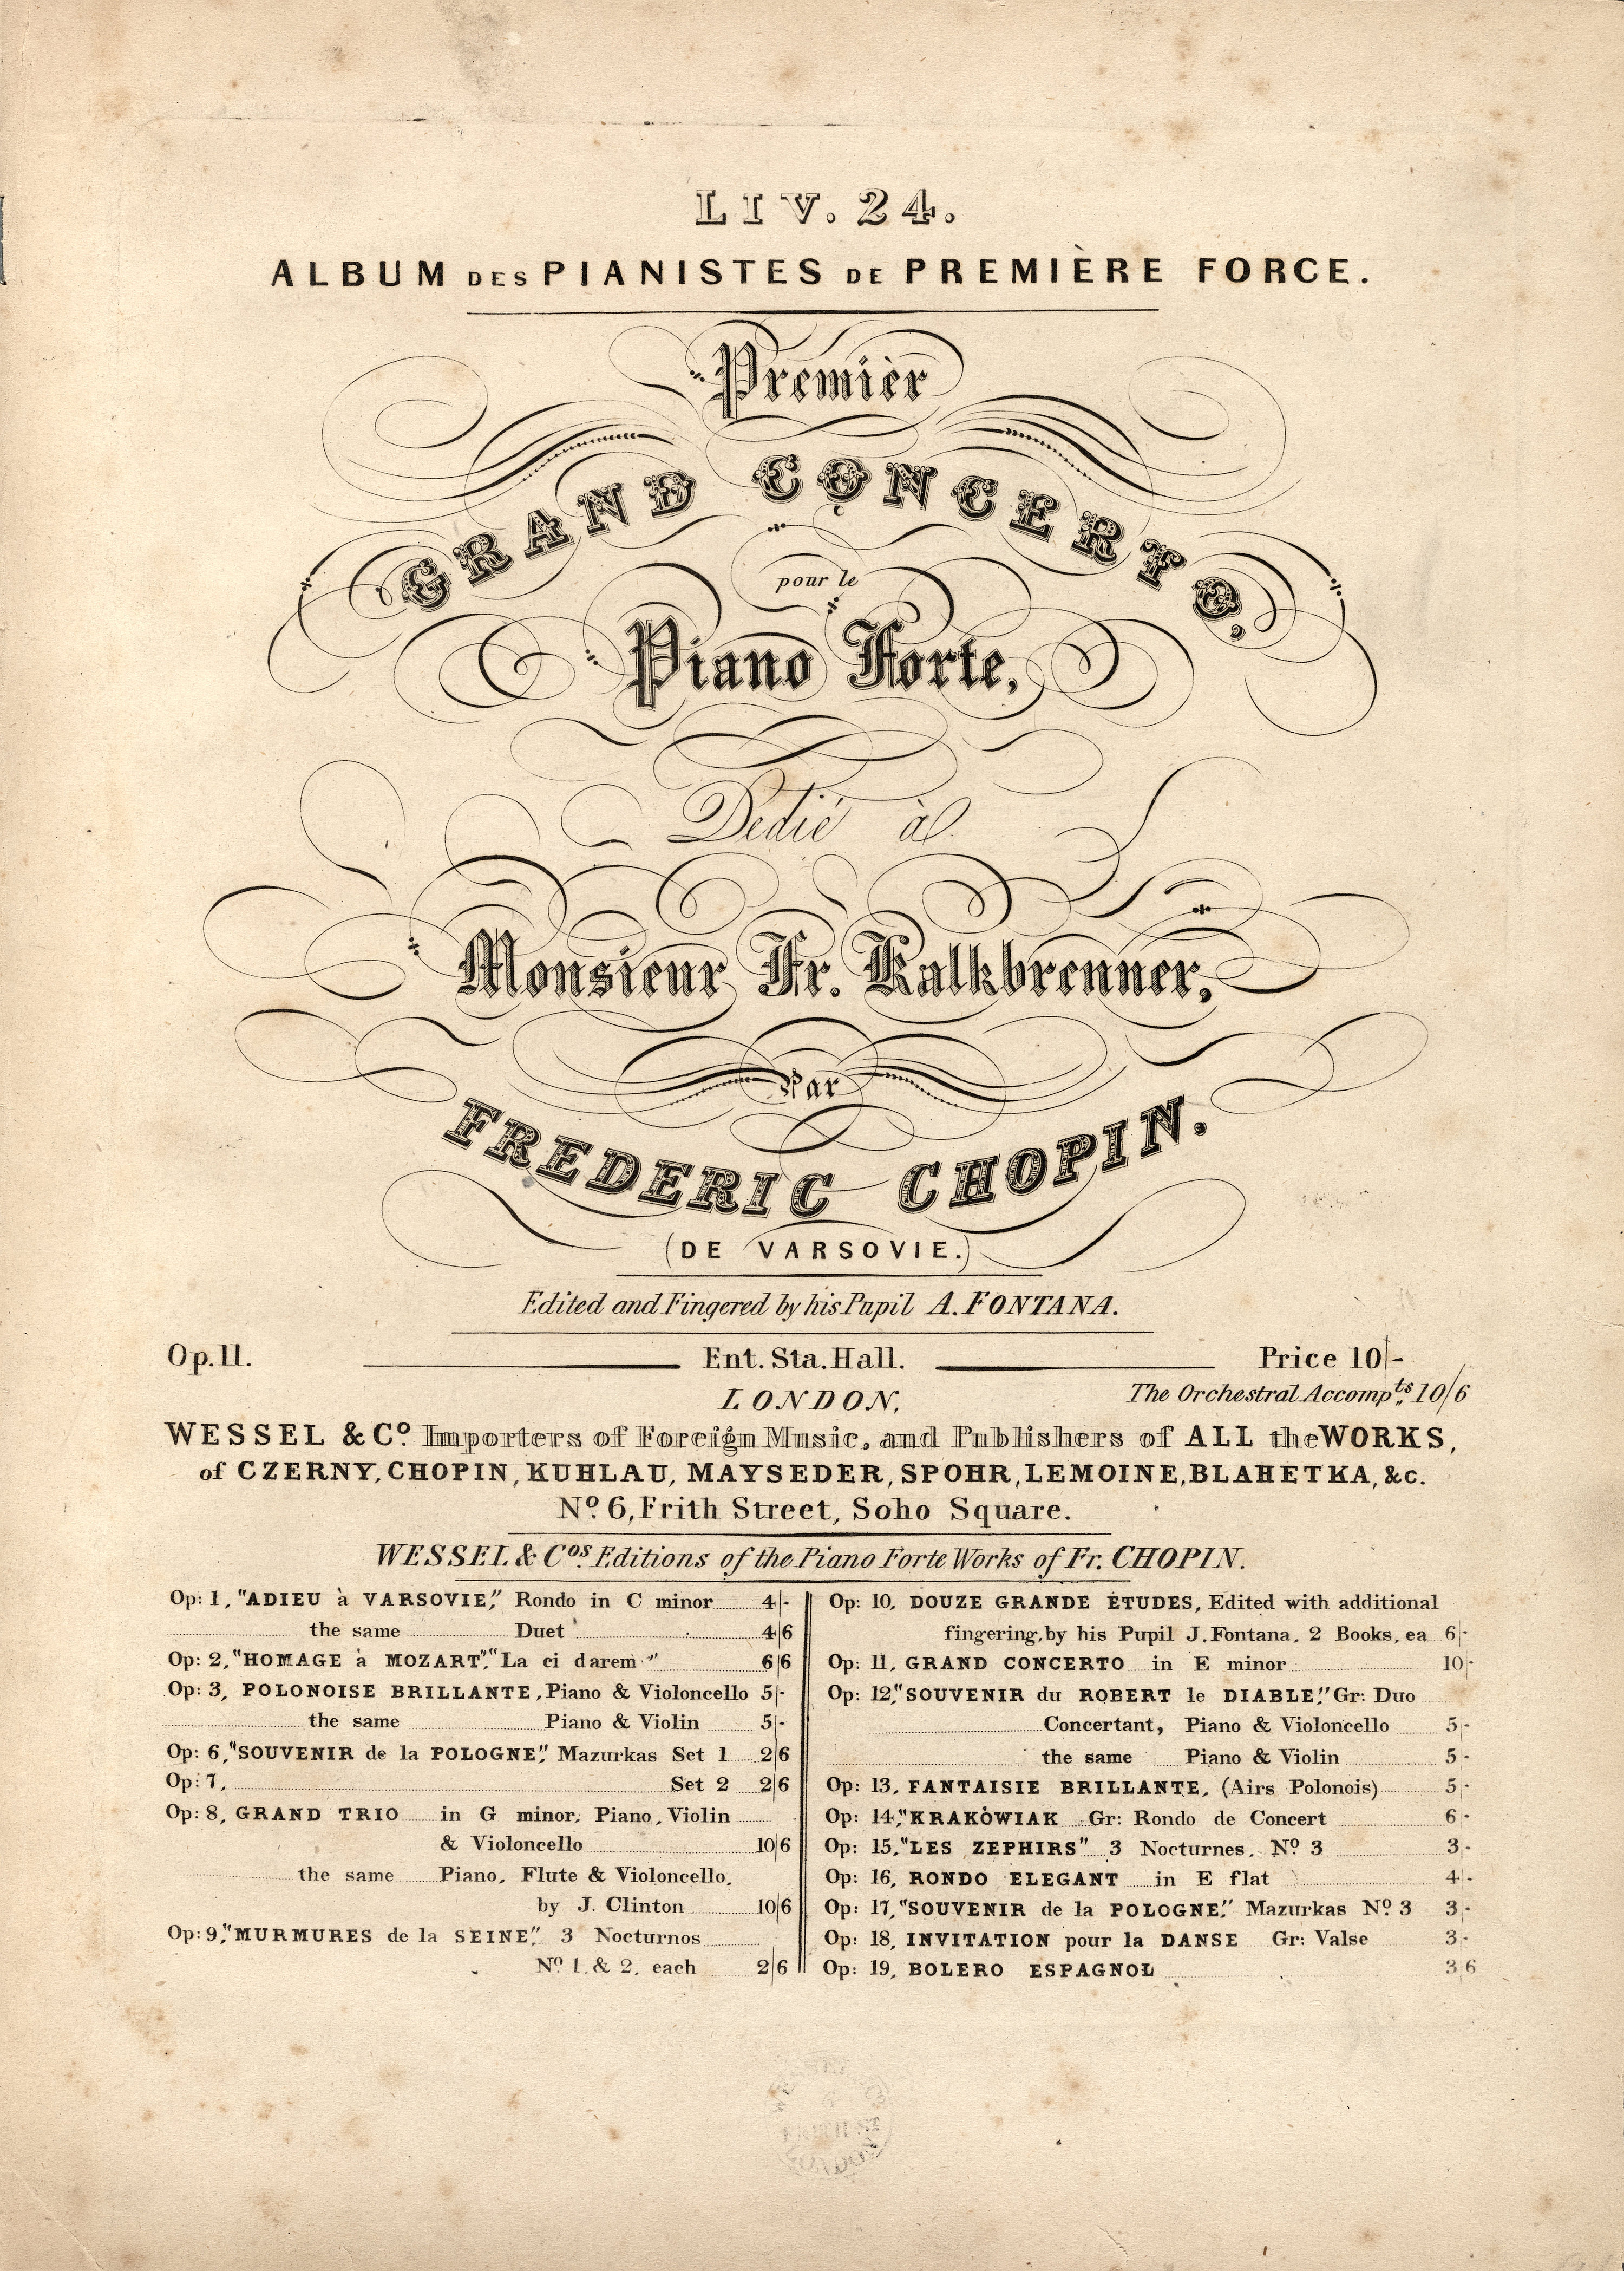 LIV. 24.
ALBUM DES PIANISTES DE PREMIÈRE FORCE.
Premier
GRAND CONCERTO,
pour le
Piano Forte,
Dedié à
Monsieur Fr. Kalkbrenner,
Par
FREDERIC CHOPIN.
(DE VARSOVIE.)
Edited and Fingered by his Pupil A. FONTANA.
Op. 11. Ent. Sta. Hall. Price 10/-
LONDON, The Orchestral Accompts. 10/6
WESSEL & Co. Importers of Foreign Music, and Publishers of ALL the WORKS,
of CZERNY, CHOPIN, KUHLAU, MAYSEDER, SPOHR, LEMOINE, BLAHETKA, &c.
No. 6, Frith Street, Soho Square.
WESSEL & Cos. Editions of the Piano Forte Works of Fr. CHOPIN.
Op: 1, "ADIEU à VARSOVIE," Rondo in C minor 4/-
the same Duet 4/6
Op: 2, "HOMAGE à MOZART," "La ci darem" 6/6
Op: 3, POLONOISE BRILLANTE, Piano & Violoncello 5/-
the same Piano & Violin 5/-
Op: 6, "SOUVENIR de la POLOGNE," Mazurkas Set 1 2/6
Op: 7, Set 2 2/6
Op: 8, GRAND TRIO in G minor, Piano, Violin
& Violoncello 10/6
the same Piano, Flute & Violoncello,
by J. Clinton 10/6
Op: 9, "MURMURES de la SEINE," 3 Nocturnos
No. 1. & 2. each 2/6
Op: 10, DOUZE GRANDE ÉTUDES, Edited with additional
fingering, by his Pupil J. Fontana. 2 Books, ea 6/-
Op: 11, GRAND CONCERTO in E minor 10/-
Op: 12, "SOUVENIR du ROBERT le DIABLE," Gr: Duo
Concertant, Piano & Violoncello 5/-
the same Piano & Violin 5/-
Op: 13, FANTAISIE BRILLANTE, (Airs Polonois) 5/-
Op: 14, "KRAKÒWIAK Gr: Rondo de Concert 6/-
Op: 15, "LES ZEPHIRS" 3 Nocturnes, No. 3 3/-
Op: 16, RONDO ELEGANT in E flat 4/-
Op: 17, "SOUVENIR de la POLOGNE," Mazurkas No. 3 3/-
Op: 18, INVITATION pour la DANSE Gr: Valse 3/-
Op: 19, BOLERO ESPAGNOL 3/6